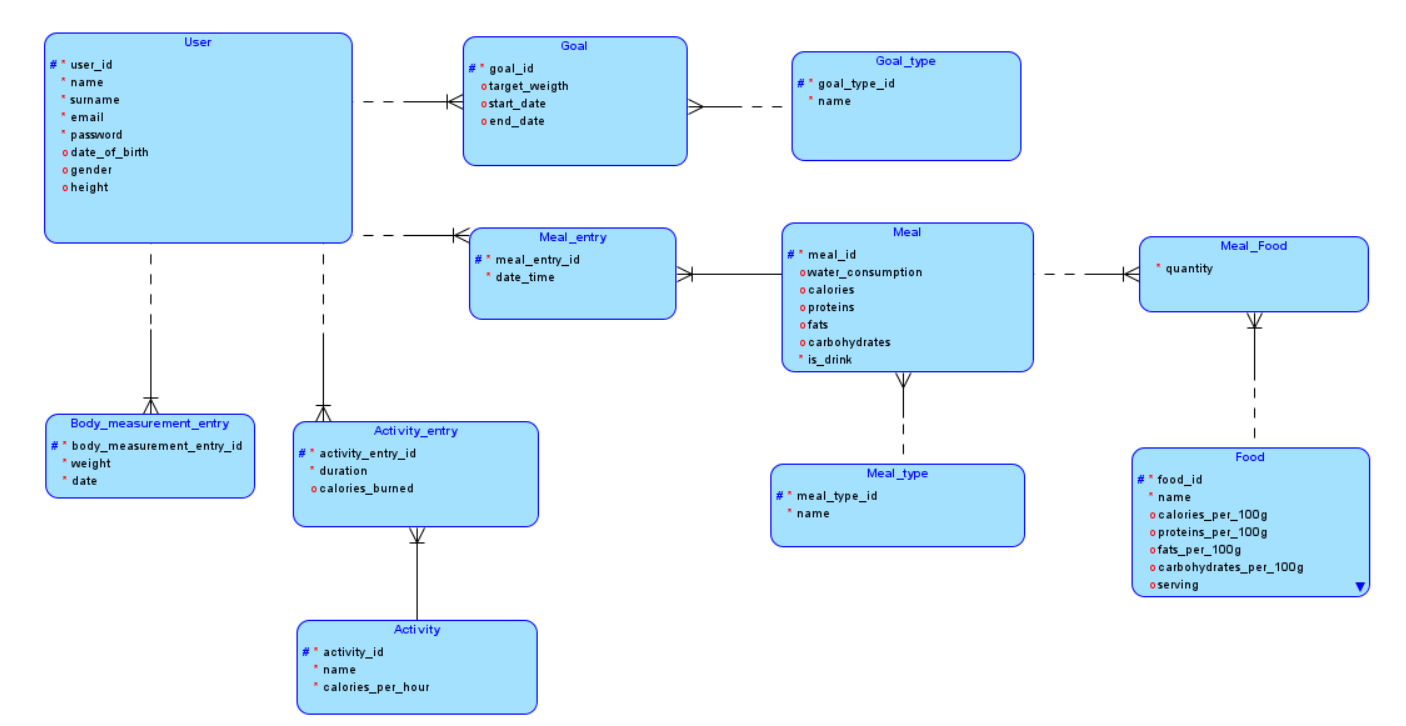 User
# * user_id
* name
* surname
* email
* password
o date_of_birth
o gender
o height
Goal
# * goal_id
o target_weigth
o start_date
o end_date
Goal_type
# * goal_type_id
* name
Meal_entry
# * meal_entry_id
* date_time
Meal
# * meal_id
o water_consumption
o calories
o proteins
o fats
o carbohydrates
* is_drink
Meal_Food
* quantity
Body_measurement_entry
# * body_measurement_entry_id
* weight
* date
Activity_entry
# * activity_entry_id
* duration
o calories_burned
Meal_type
# * meal_type_id
* name
Food
# * food_id
* name
o calories_per_100g
o proteins_per_100g
o fats_per_100g
o carbohydrates_per_100g
o serving
Activity
# * activity_id
* name
* calories_per_hour